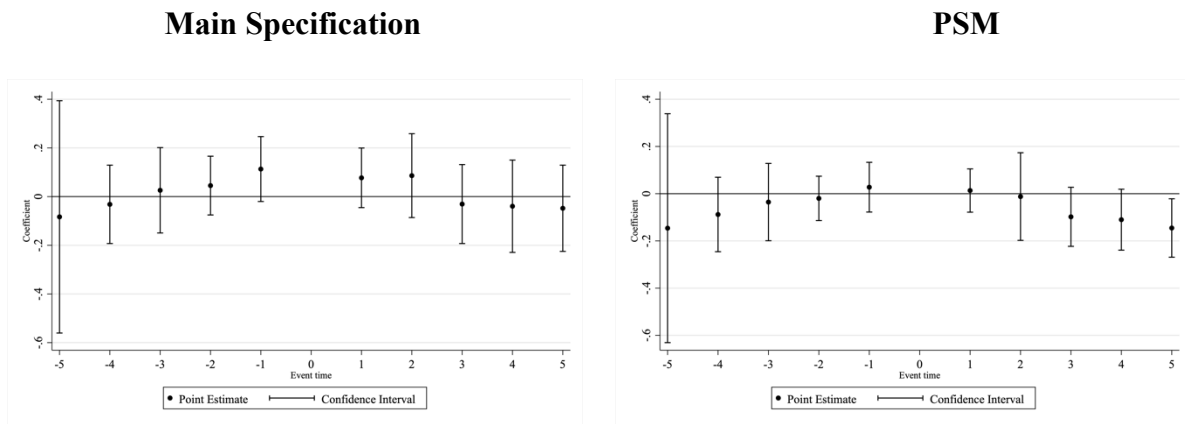 Main Specification
PSM
.4
.2
0
-.2
-.4
-.6
Coefficient
-5 -4 -3 -2 -1 0 1 2 3 4 5
Event time
Point Estimate Confidence Interval
.4
.2
0
-.2
-.4
-.6
Coefficient
-5 -4 -3 -2 -1 0 1 2 3 4 5
Event time
Point Estimate Confidence Interval